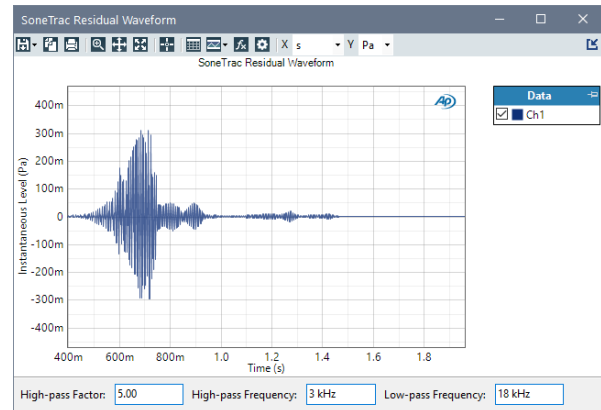 SoneTrac Residual Waveform
X s Y Pa
SoneTrac Residual Waveform
AP
Data
Ch1
Instantaneous Level (Pa)
400m
300m
200m
100m
0
-100m
-200m
-300m
-400m
400m 600m 800m 1.0 1.2 1.4 1.6 1.8
Time (s)
High-pass Factor: 5.00 High-pass Frequency: 3 kHz Low-pass Frequency: 18 kHz